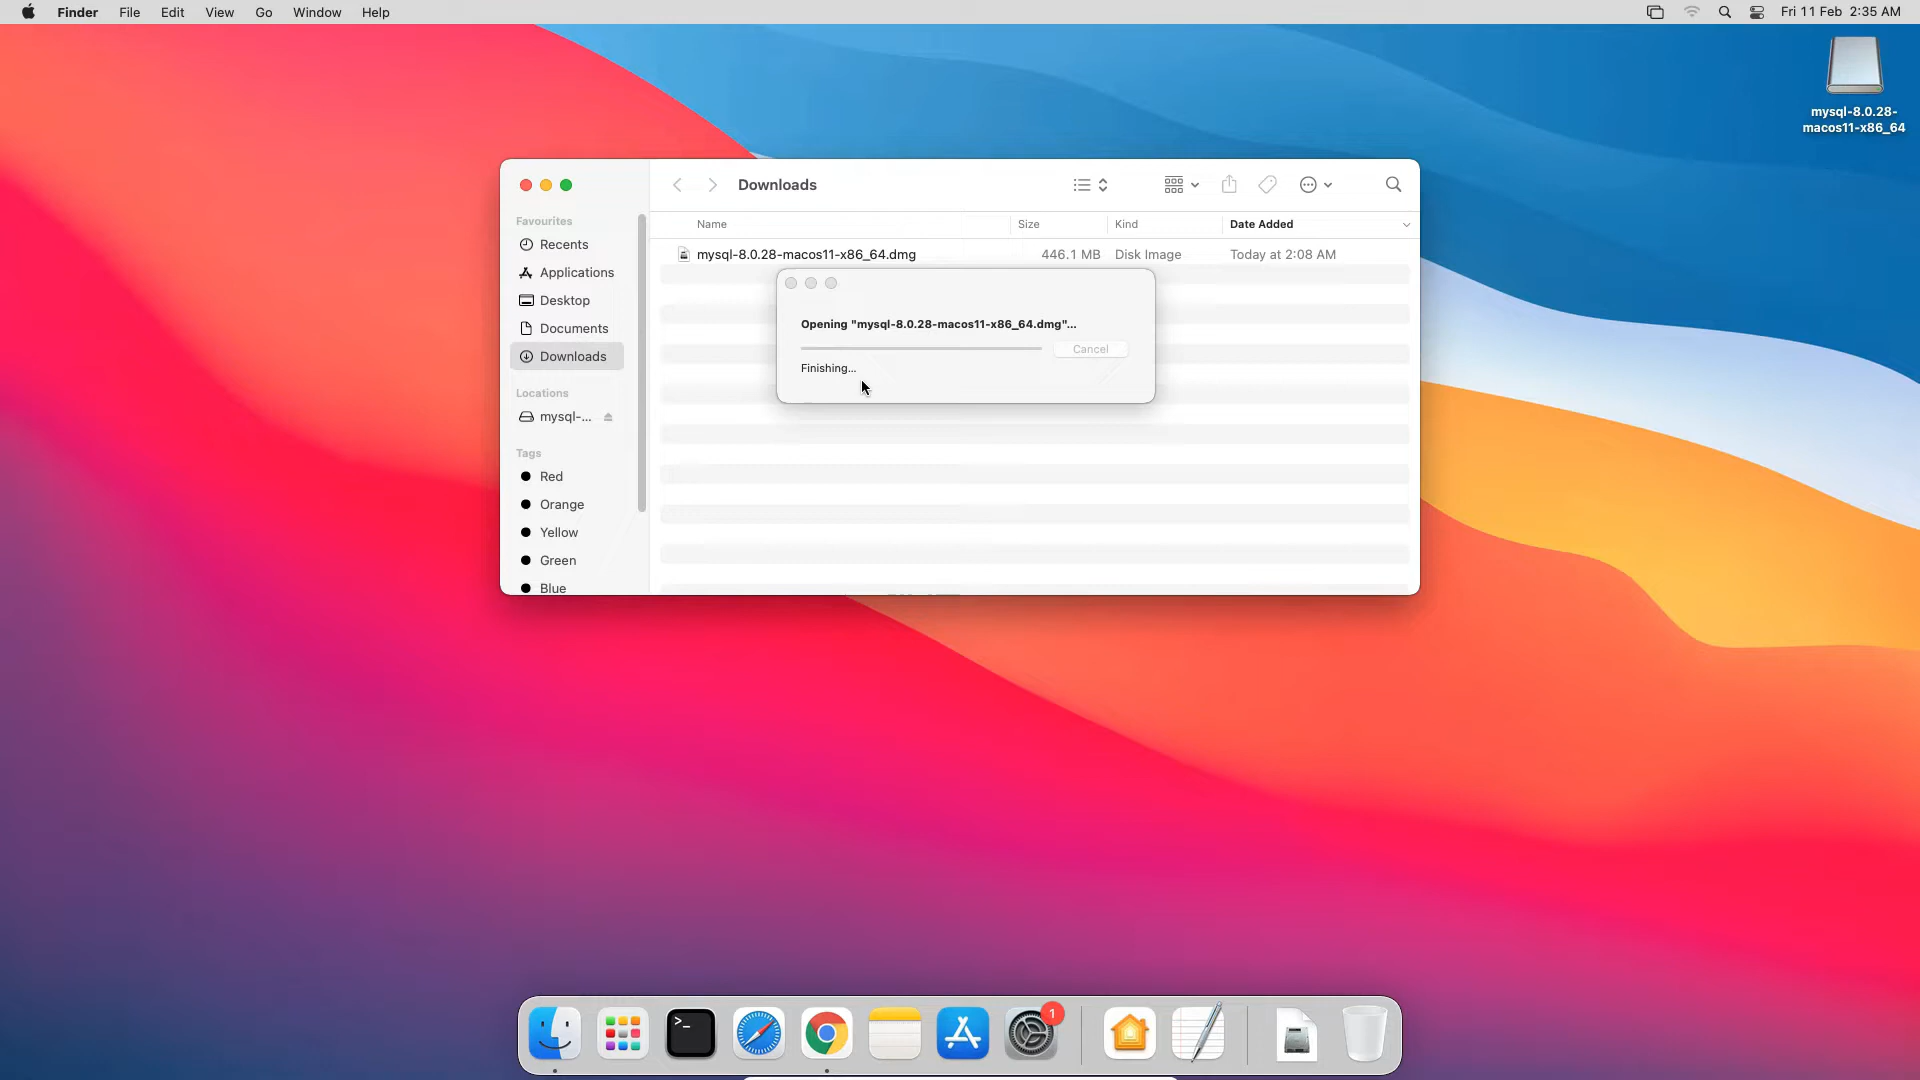 Finder File Edit View Go Window Help Fri 11 Feb 2:35 AM
mysql-8.0.28-
macos11-x86_64
Downloads
Favourites
Recents
Applications
Desktop
Documents
Downloads
Locations
mysql-...
Tags
Red
Orange
Yellow
Green
Blue
Name Size Kind Date Added
mysql-8.0.28-macos11-x86_64.dmg 446.1 MB Disk Image Today at 2:08 AM
Opening "mysql-8.0.28-macos11-x86_64.dmg"...
Cancel
Finishing...
>_
1